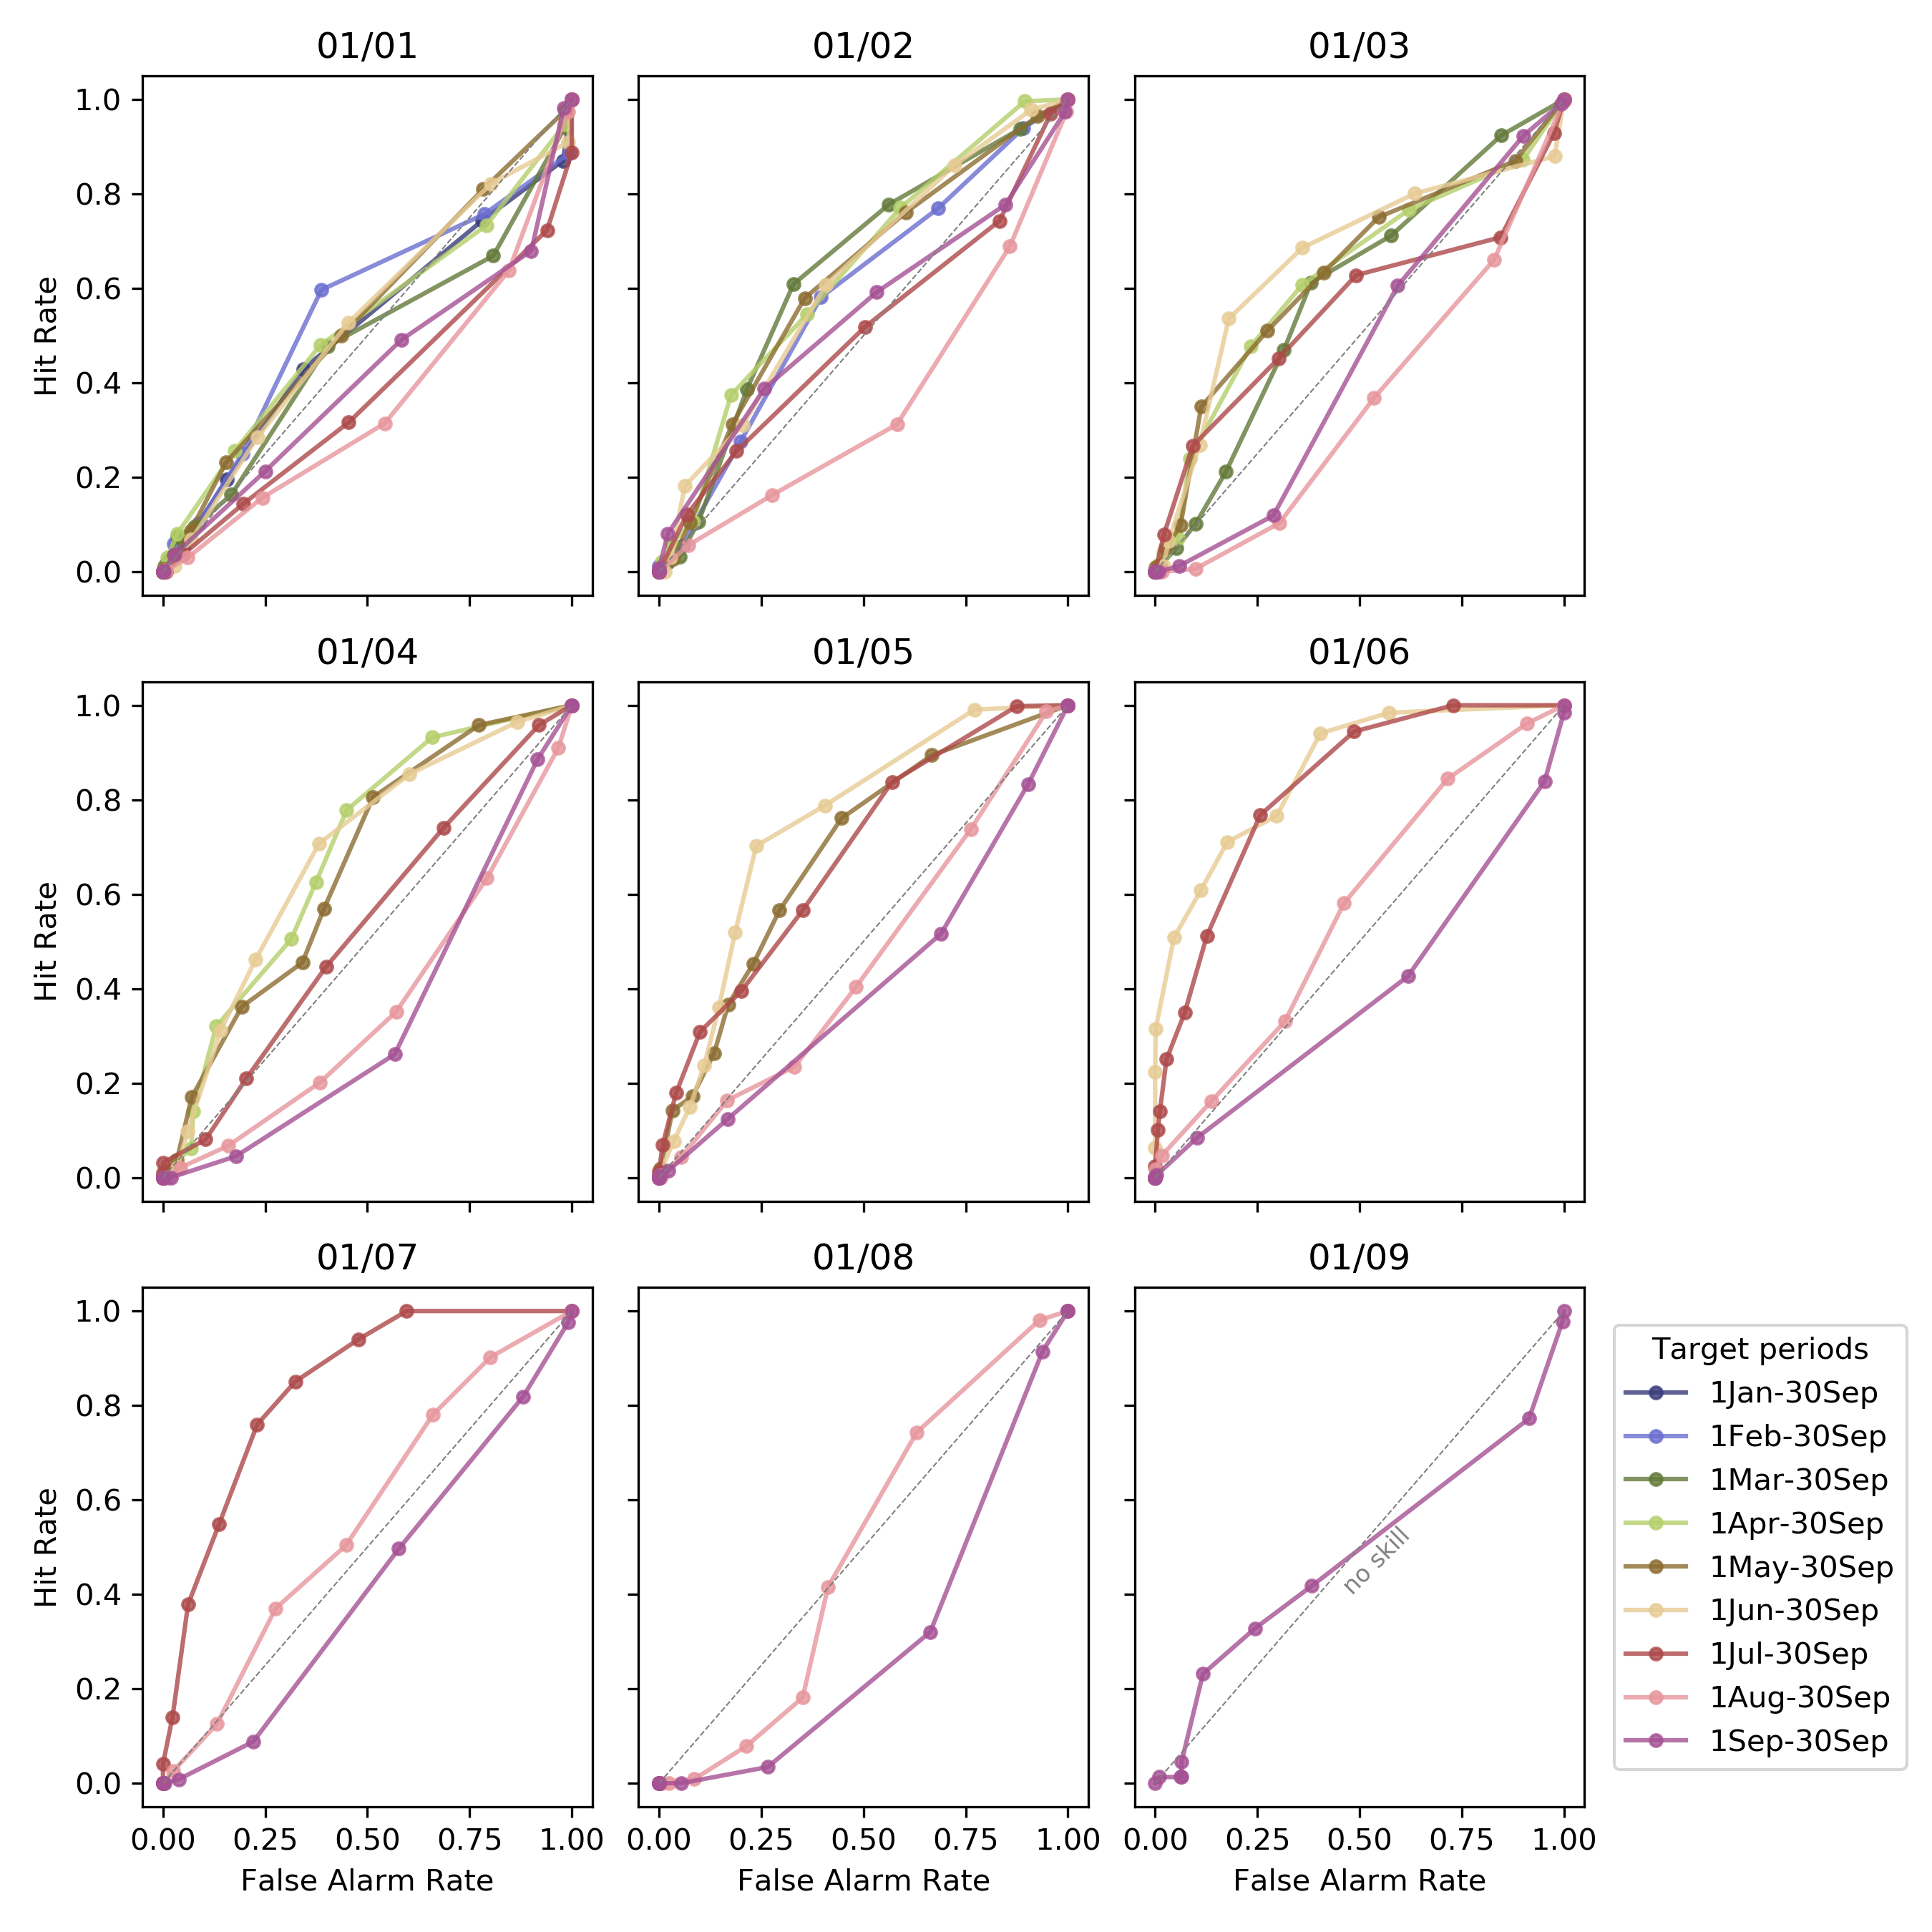 01/01
01/02
01/03
1.0
0.8
0.6
0.4
0.2
0.0
Hit Rate
01/04
01/05
01/06
1.0
0.8
0.6
0.4
0.2
0.0
Hit Rate
01/07
01/08
01/09
1.0
0.8
0.6
0.4
0.2
0.0
Hit Rate
no skill
0.00 0.25 0.50 0.75 1.00
0.00 0.25 0.50 0.75 1.00
0.00 0.25 0.50 0.75 1.00
False Alarm Rate
False Alarm Rate
False Alarm Rate
Target periods
1Jan-30Sep
1Feb-30Sep
1Mar-30Sep
1Apr-30Sep
1May-30Sep
1Jun-30Sep
1Jul-30Sep
1Aug-30Sep
1Sep-30Sep